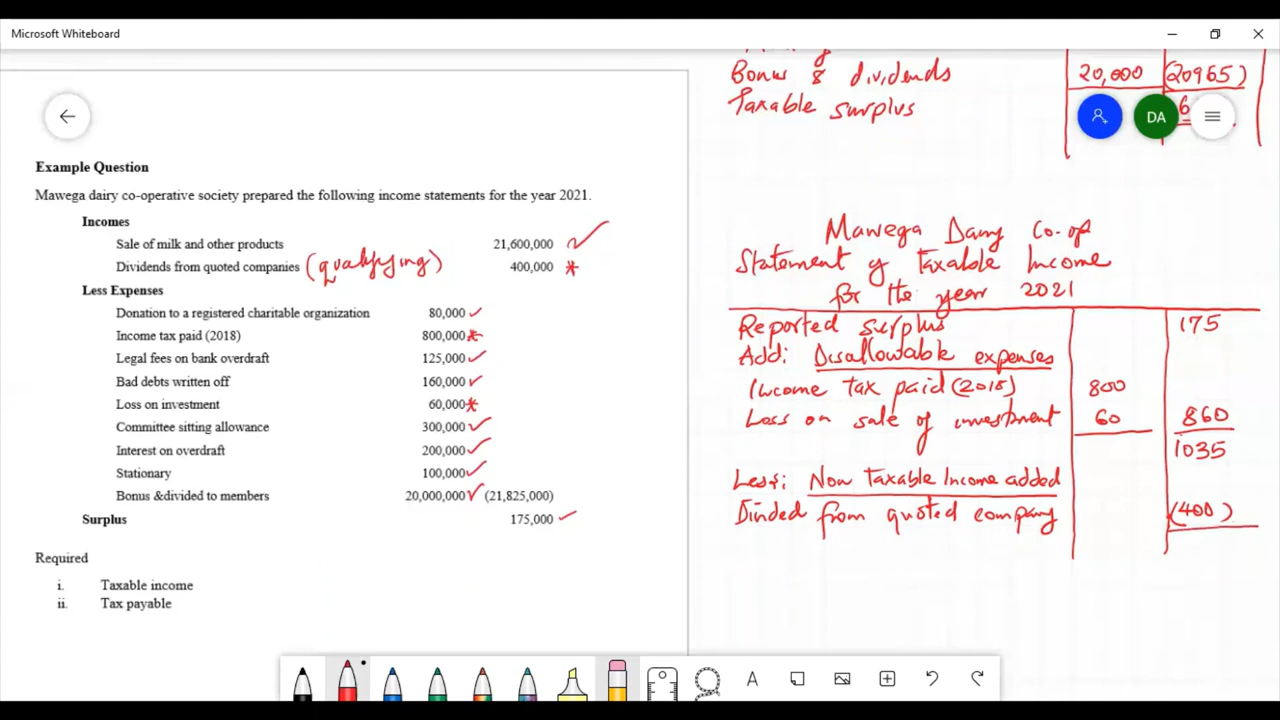 Microsoft Whiteboard
Example Question
Mawega dairy co-operative society prepared the following income statements for the year 2021.
Incomes
Sale of milk and other products 21,600,000
Dividends from quoted companies (qualifying) 400,000 *
Less Expenses
Donation to a registered charitable organization 80,000
Income tax paid (2018) 800,000 *
Legal fees on bank overdraft 125,000
Bad debts written off 160,000
Loss on investment 60,000 *
Committee sitting allowance 300,000
Interest on overdraft 200,000
Stationary 100,000
Bonus &divided to members 20,000,000 (21,825,000)
Surplus 175,000
Required
i. Taxable income
ii. Tax payable
Bonus & dividends 20,000 (20965)
Taxable surplus 6
DA
Mawega Dairy Co-op
Statement of taxable Income
for the year 2021
Reported surplus 175
Add: Disallowable expenses
Income tax paid (2018) 800
Loss on sale of investment 60 860
1035
Less: Non Taxable Income added
Dinded from quoted company (400)
A